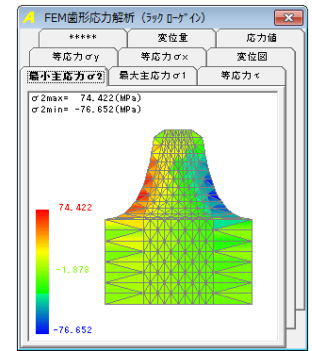 FEM歯形応力解析 (ラック ローゲイン)
*****
変位量
応力値
等応力σy
等応力σx
変位図
最小主応力σ2
最大主応力σ1
等応力τ
σ2max= 74.422(MPa)
σ2min= -76.652(MPa)
74.422
-76.652